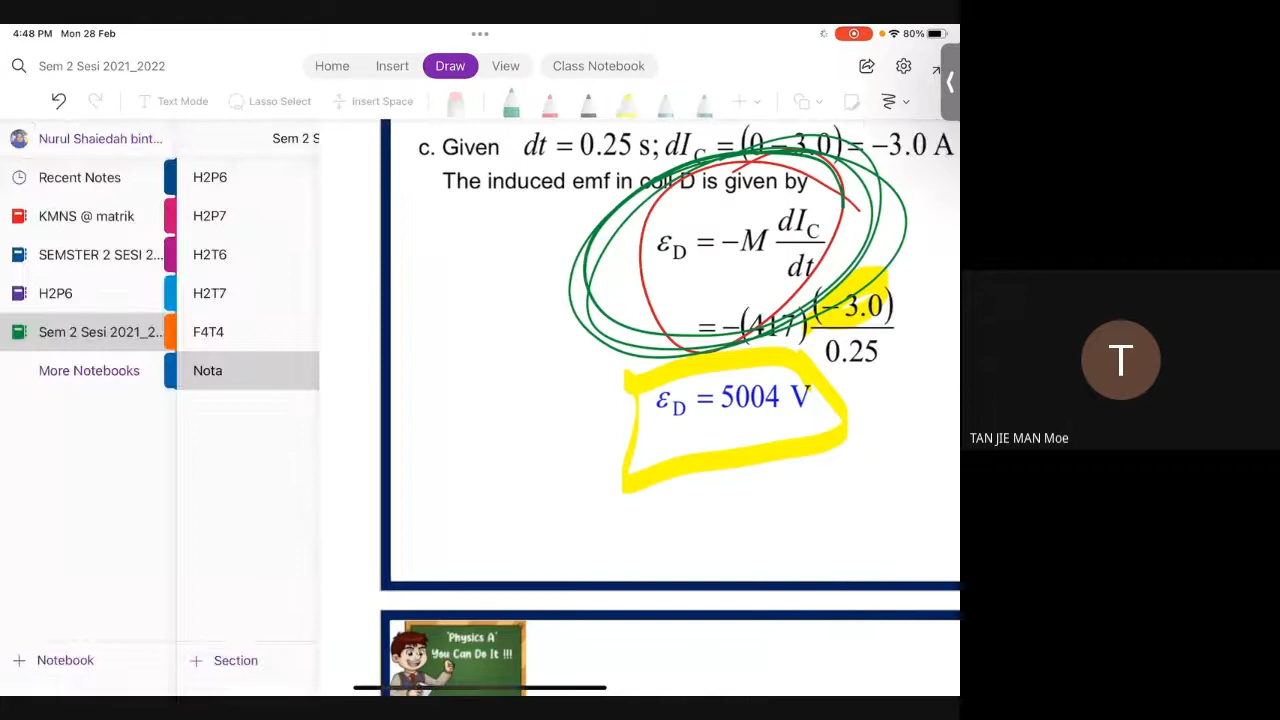 4:48 PM Mon 28 Feb
80%
Sem 2 Sesi 2021_2022
Home Insert Draw View Class Notebook
Text Mode Lasso Select Insert Space
Nurul Shaiedah bint...
Sem 2 S
Recent Notes
KMNS @ matrik
SEMSTER 2 SESI 2...
H2P6
Sem 2 Sesi 2021_2...
More Notebooks
H2P6
H2P7
H2T6
H2T7
F4T4
Nota
+ Notebook
+ Section
c. Given dt = 0.25 s; dI_C = (0 − 3.0) = −3.0 A
The induced emf in coil D is given by
ε_D = −M dI_C/dt
= −(417) (−3.0)/0.25
ε_D = 5004 V
'Physics A'
You Can Do It !!!
T
TAN JIE MAN Moe